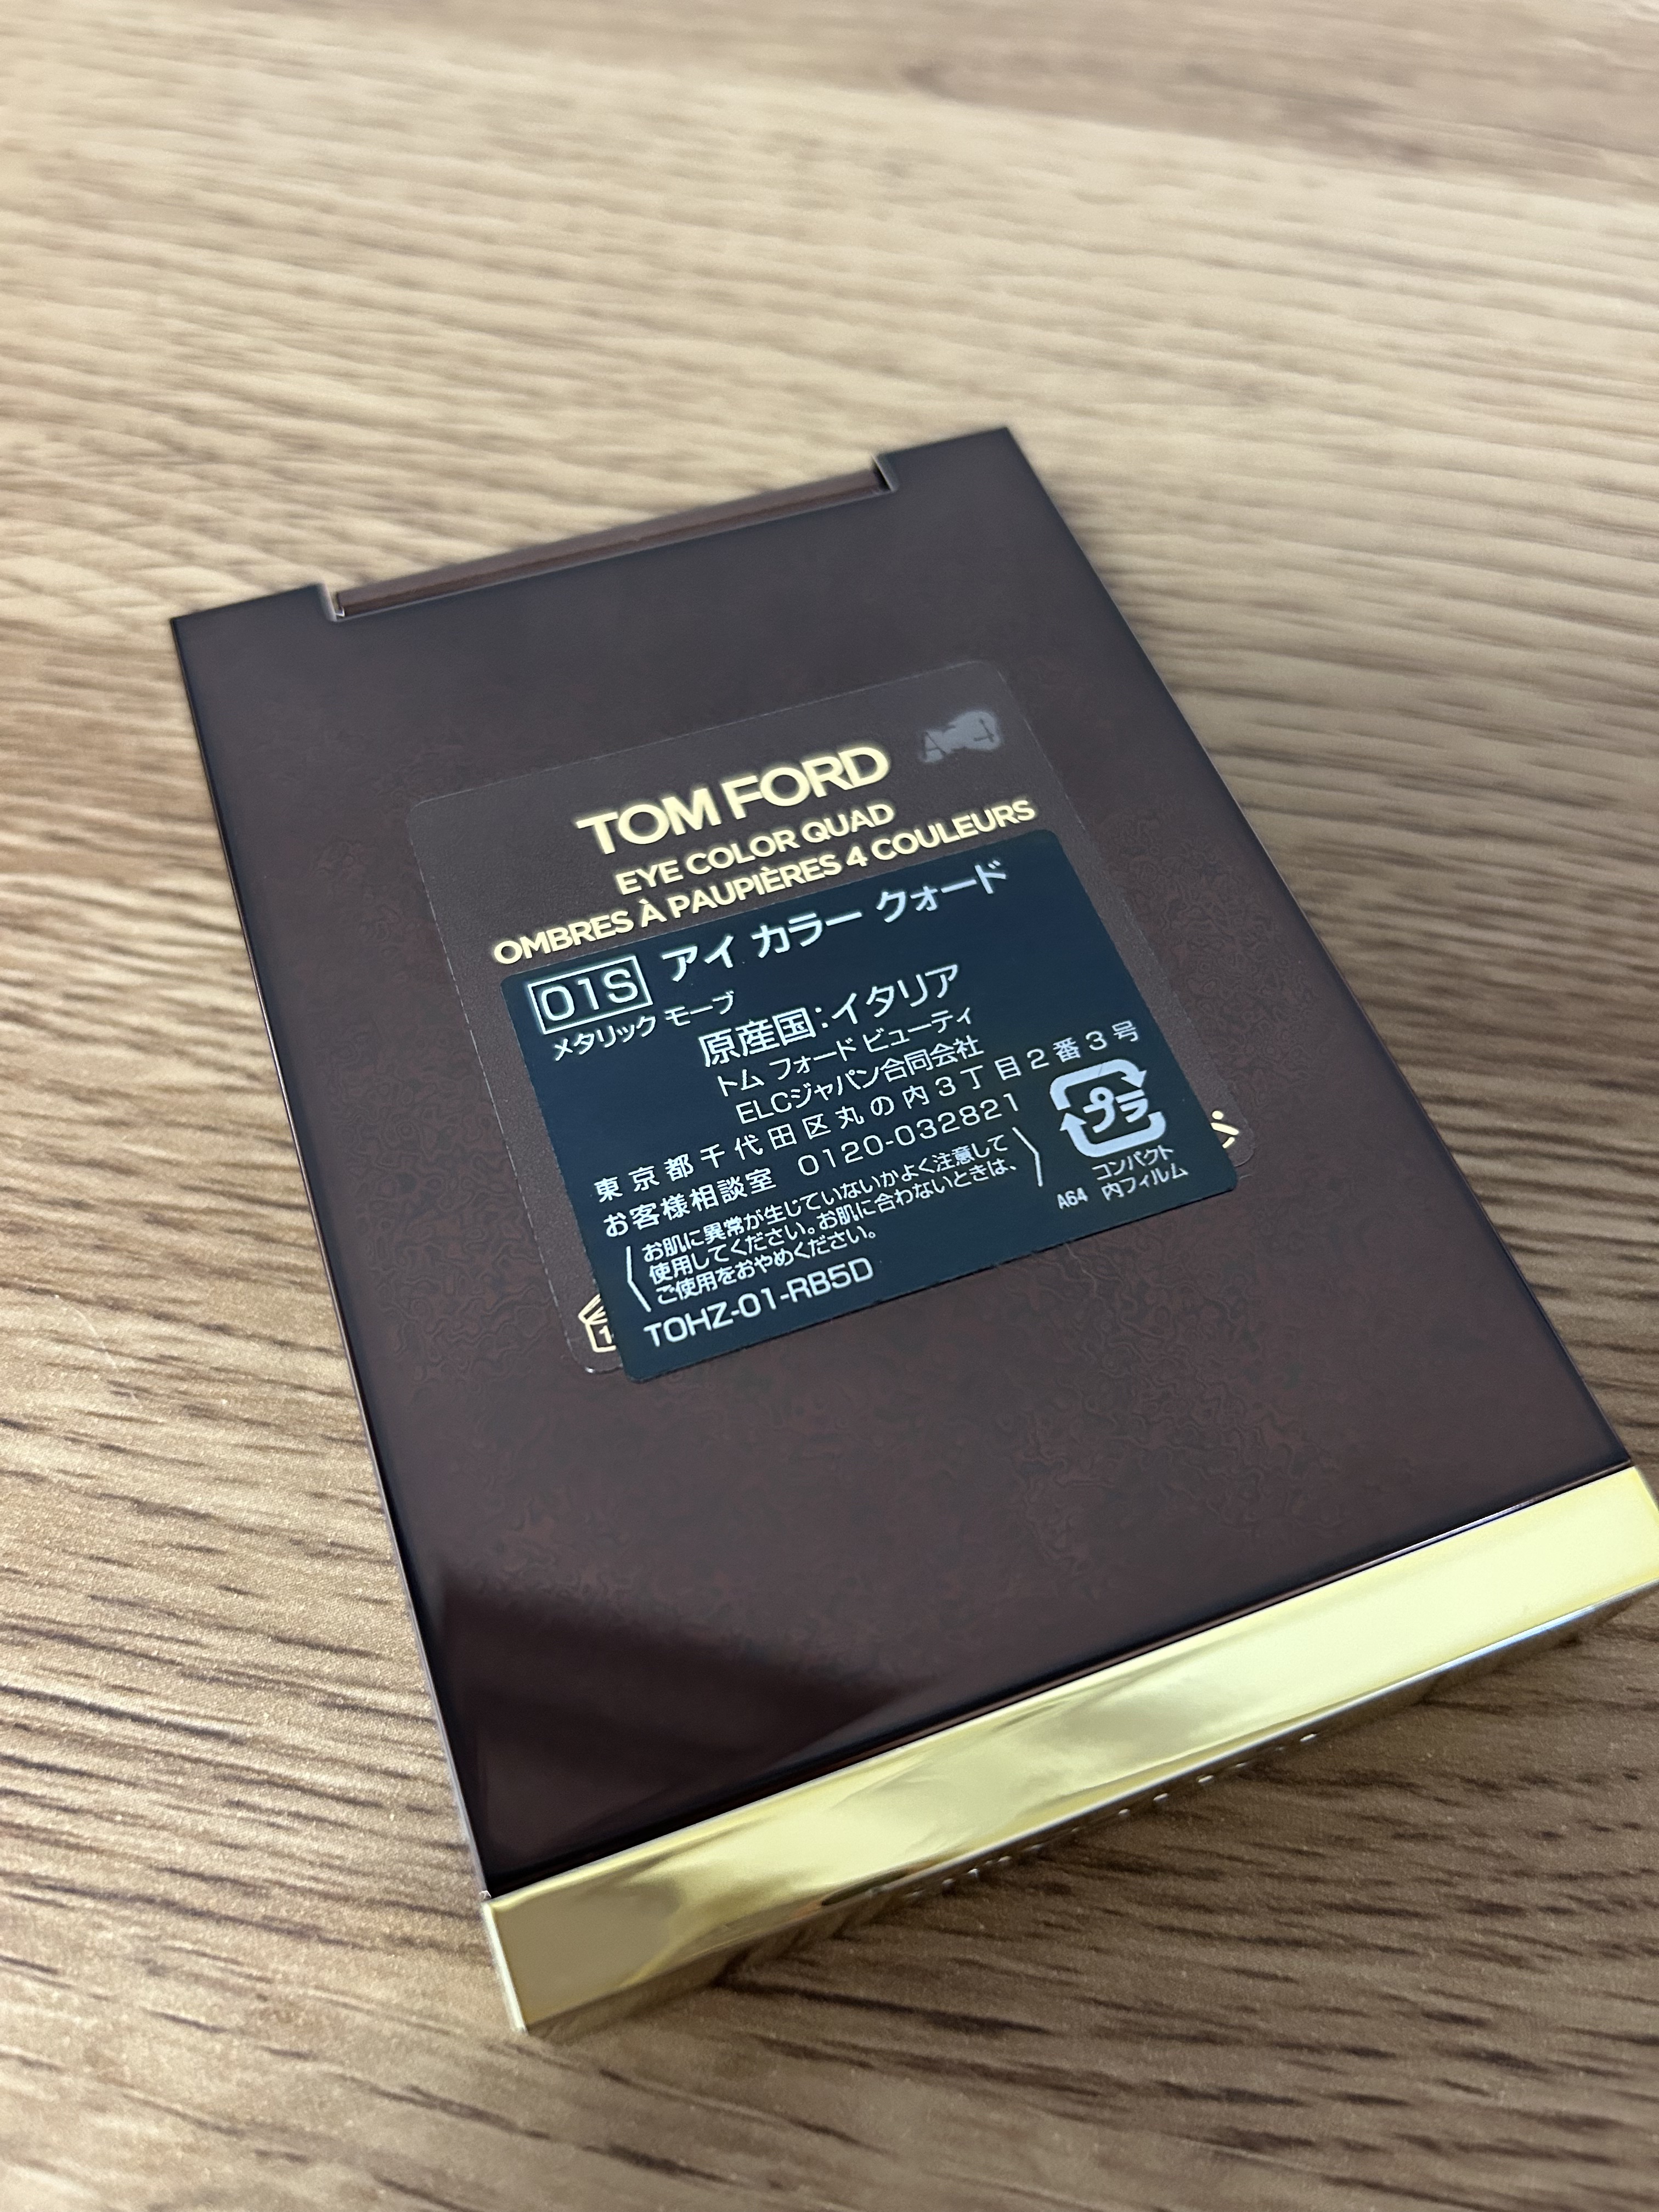 TOM FORD
EYE COLOR QUAD
OMBRES À PAUPIÈRES 4 COULEURS
01S アイ カラー クォード
メタリック モーブ
原産国:イタリア
トム フォード ビューティ
ELCジャパン合同会社
東京都千代田区丸の内3丁目2番3号
お客様相談室 0120-032821
お肌に異常が生じていないかよく注意して
使用してください。お肌に合わないときは、
ご使用をおやめください。
TOHZ-01-RB5D
プラ
コンパクト
A64 内フィルム